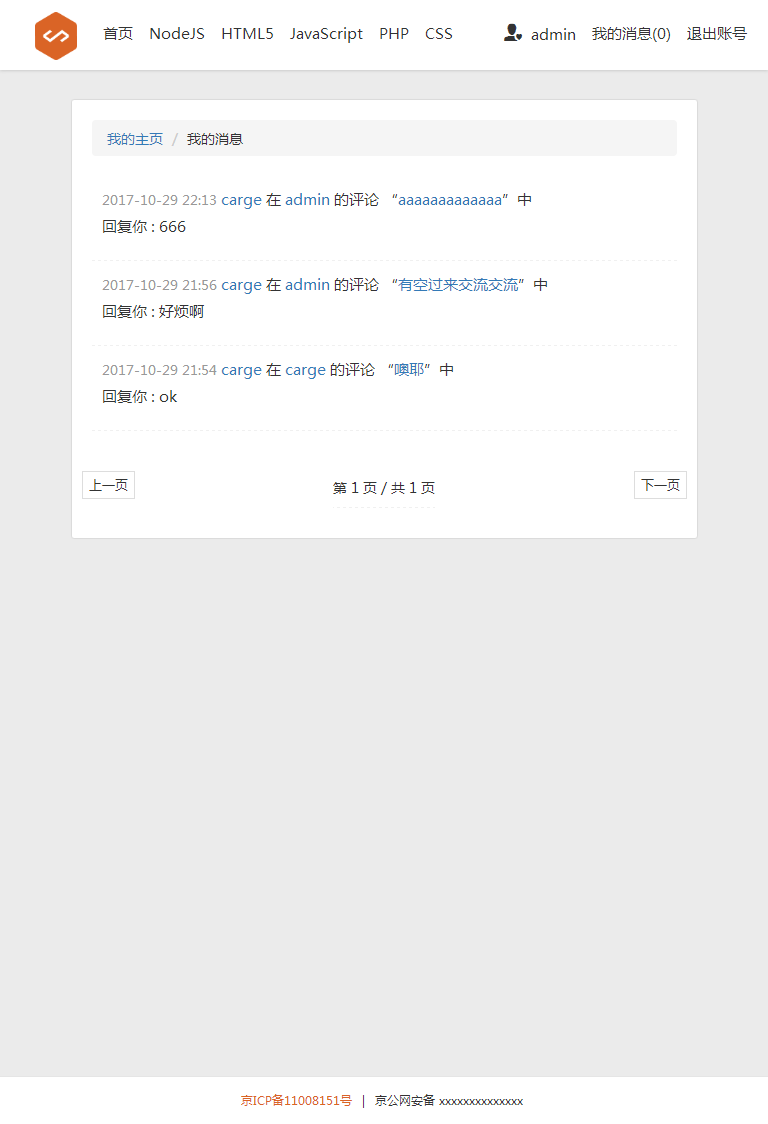 首页 NodeJS HTML5 JavaScript PHP CSS admin 我的消息(0) 退出账号
我的主页 / 我的消息
2017-10-29 22:13 carge 在 admin 的评论 “aaaaaaaaaaaaa” 中
回复你 : 666
2017-10-29 21:56 carge 在 admin 的评论 “有空过来交流交流” 中
回复你 : 好烦啊
2017-10-29 21:54 carge 在 carge 的评论 “噢耶” 中
回复你 : ok
上一页 第 1 页 / 共 1 页 下一页
京ICP备11008151号 | 京公网安备 xxxxxxxxxxxxxx